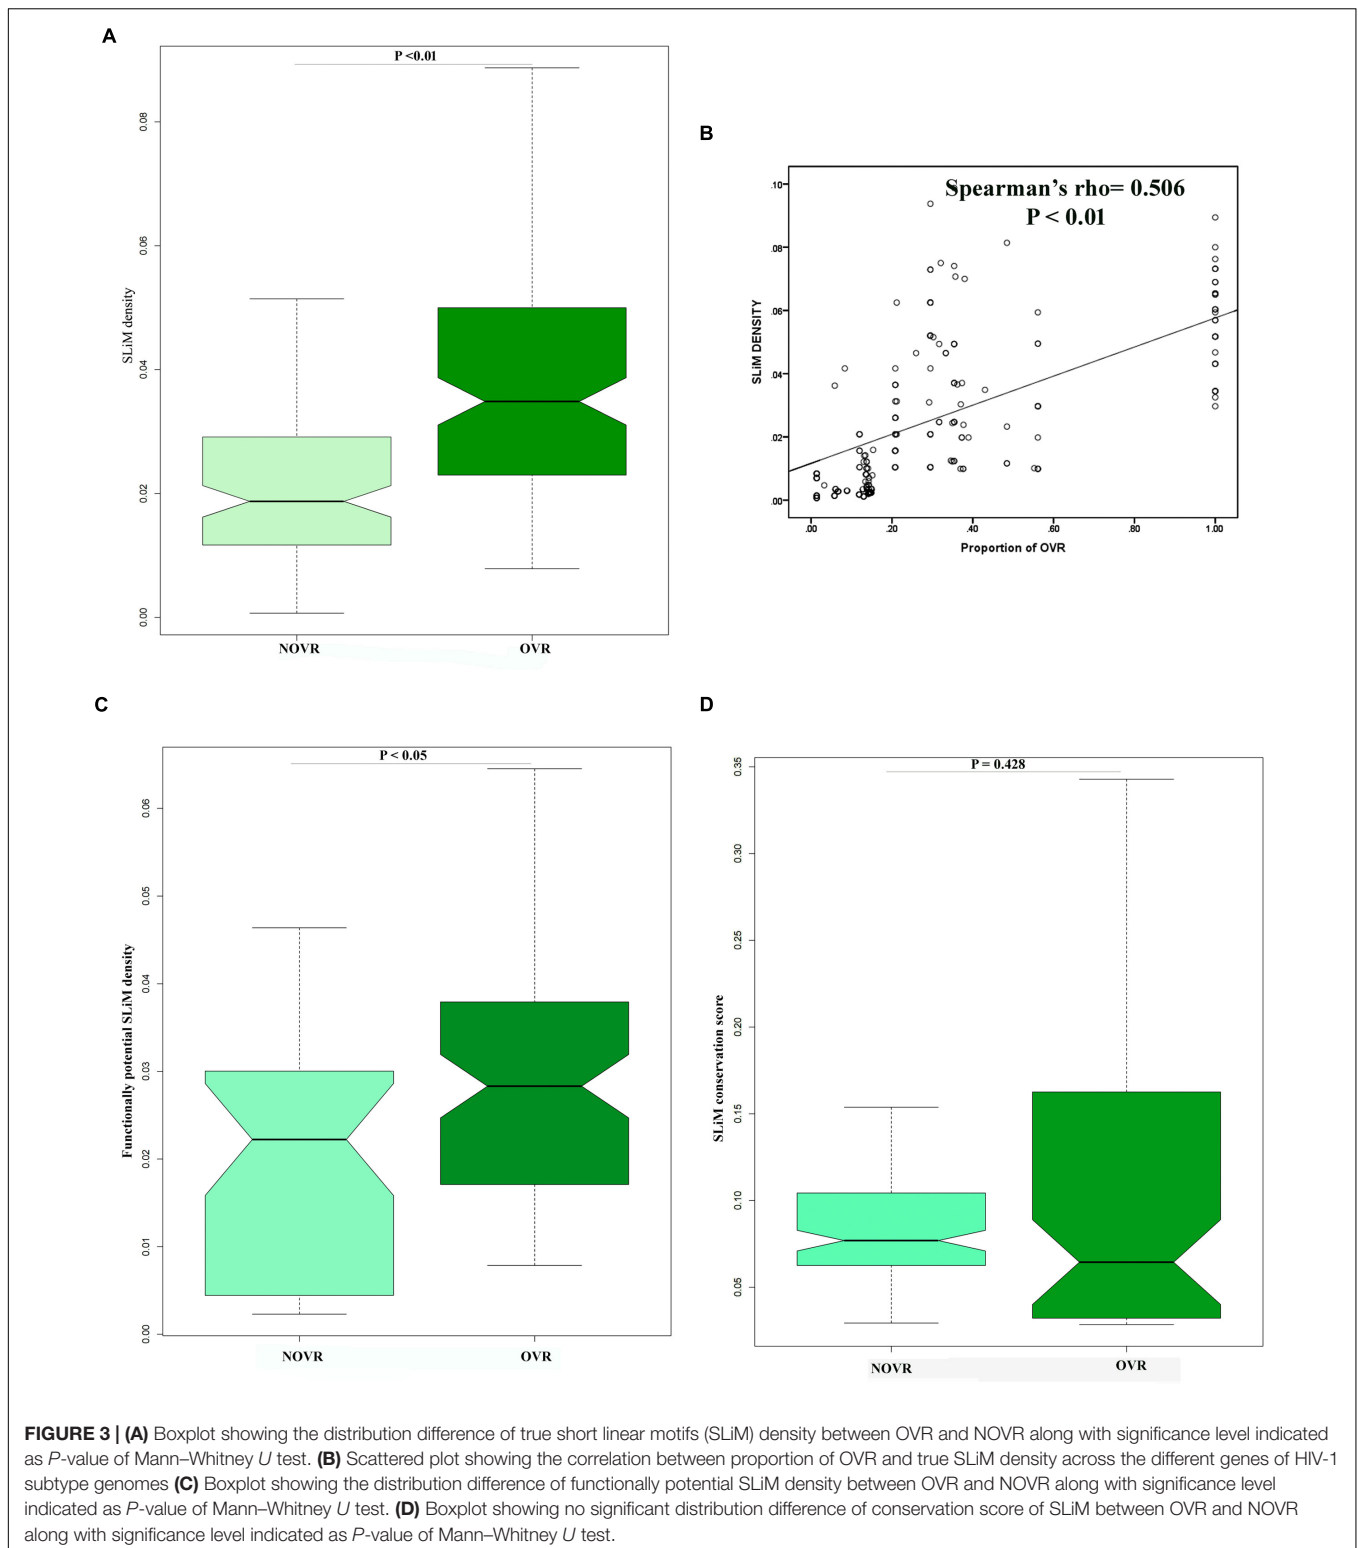 A
P <0.01
SLiM density
0.08
0.06
0.04
0.02
0.00
NOVR
OVR
B
Spearman's rho= 0.506
P < 0.01
SLiM DENSITY
.10
.08
.06
.04
.02
.00
.00
.20
.40
.60
.80
1.00
Proportion of OVR
C
P < 0.05
Functionally potential SLiM density
0.06
0.05
0.04
0.03
0.02
0.01
0.00
NOVR
OVR
D
P = 0.428
SLiM conservation score
0.35
0.30
0.25
0.20
0.15
0.10
0.05
NOVR
OVR
FIGURE 3 | (A) Boxplot showing the distribution difference of true short linear motifs (SLiM) density between OVR and NOVR along with significance level indicated
as P-value of Mann–Whitney U test. (B) Scattered plot showing the correlation between proportion of OVR and true SLiM density across the different genes of HIV-1
subtype genomes (C) Boxplot showing the distribution difference of functionally potential SLiM density between OVR and NOVR along with significance level
indicated as P-value of Mann–Whitney U test. (D) Boxplot showing no significant distribution difference of conservation score of SLiM between OVR and NOVR
along with significance level indicated as P-value of Mann–Whitney U test.